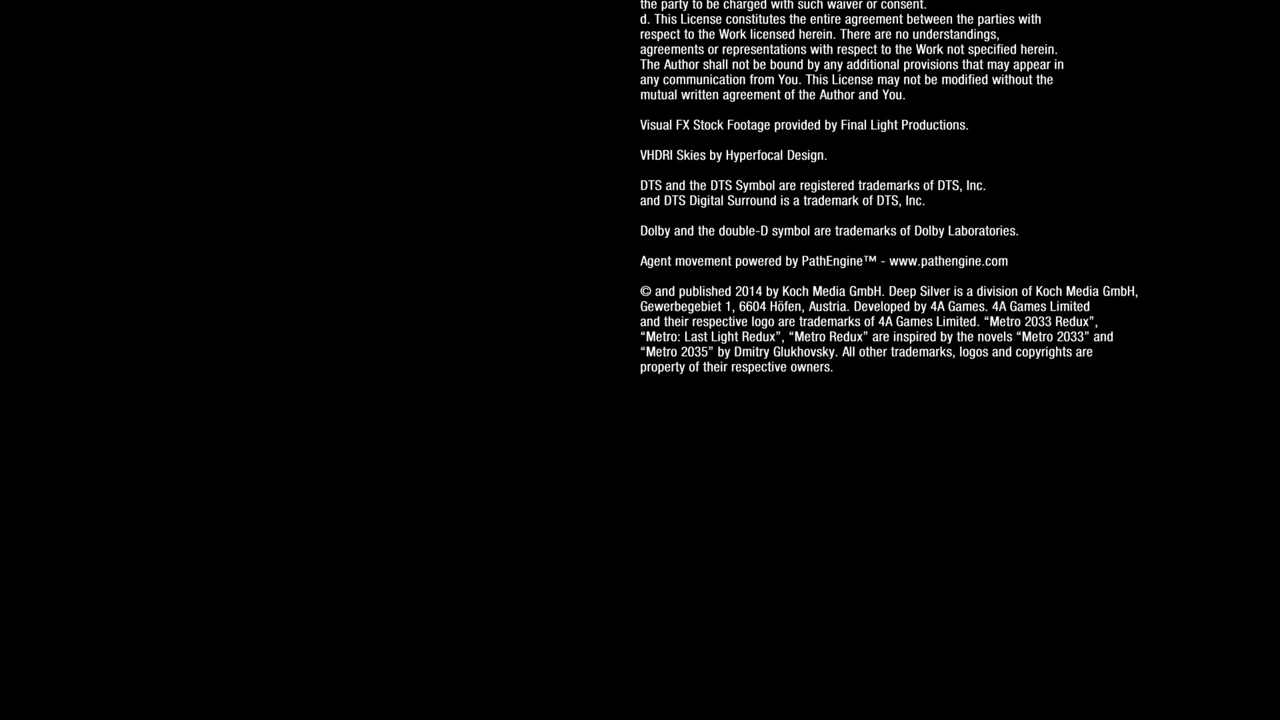 the party to be charged with such waiver or consent.
d. This License constitutes the entire agreement between the parties with
respect to the Work licensed herein. There are no understandings,
agreements or representations with respect to the Work not specified herein.
The Author shall not be bound by any additional provisions that may appear in
any communication from You. This License may not be modified without the
mutual written agreement of the Author and You.
Visual FX Stock Footage provided by Final Light Productions.
VHDRI Skies by Hyperfocal Design.
DTS and the DTS Symbol are registered trademarks of DTS, Inc.
and DTS Digital Surround is a trademark of DTS, Inc.
Dolby and the double-D symbol are trademarks of Dolby Laboratories.
Agent movement powered by PathEngine™ - www.pathengine.com
© and published 2014 by Koch Media GmbH. Deep Silver is a division of Koch Media GmbH,
Gewerbegebiet 1, 6604 Höfen, Austria. Developed by 4A Games. 4A Games Limited
and their respective logo are trademarks of 4A Games Limited. “Metro 2033 Redux”,
“Metro: Last Light Redux”, “Metro Redux” are inspired by the novels “Metro 2033” and
“Metro 2035” by Dmitry Glukhovsky. All other trademarks, logos and copyrights are
property of their respective owners.